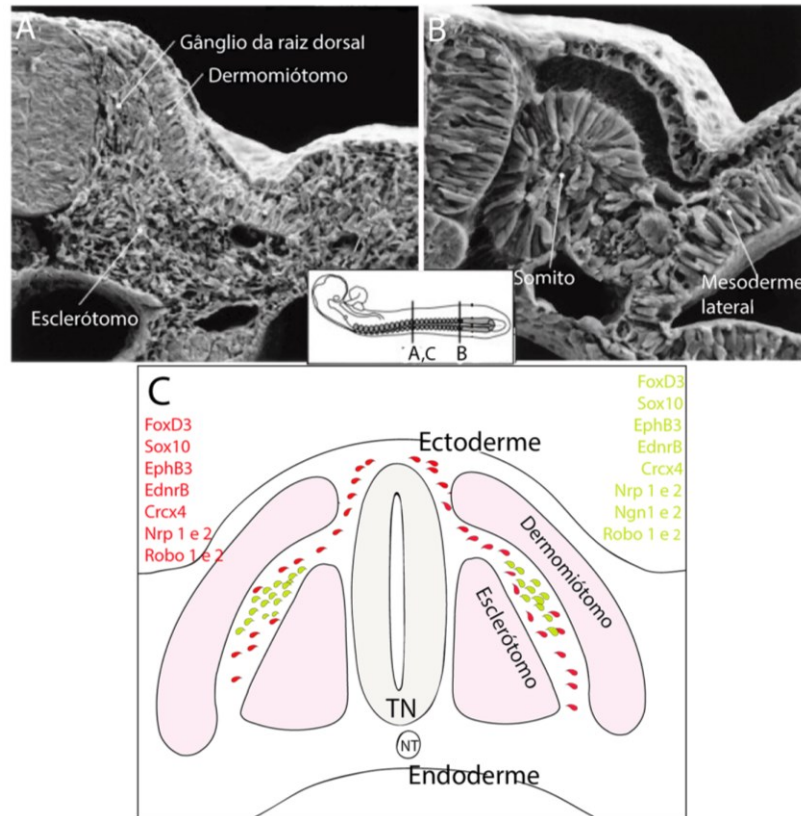 A
Gânglio da raiz dorsal
Dermomiótomo
Esclerótomo
B
Somito
Mesoderme
lateral
A,C
B
C
FoxD3
Sox10
EphB3
EdnrB
Crcx4
Nrp 1 e 2
Robo 1 e 2
Ectoderme
FoxD3
Sox10
EphB3
EdnrB
Crcx4
Nrp 1 e 2
Ngn1 e 2
Robo 1 e 2
Dermomiótomo
Esclerótomo
TN
NT
Endoderme